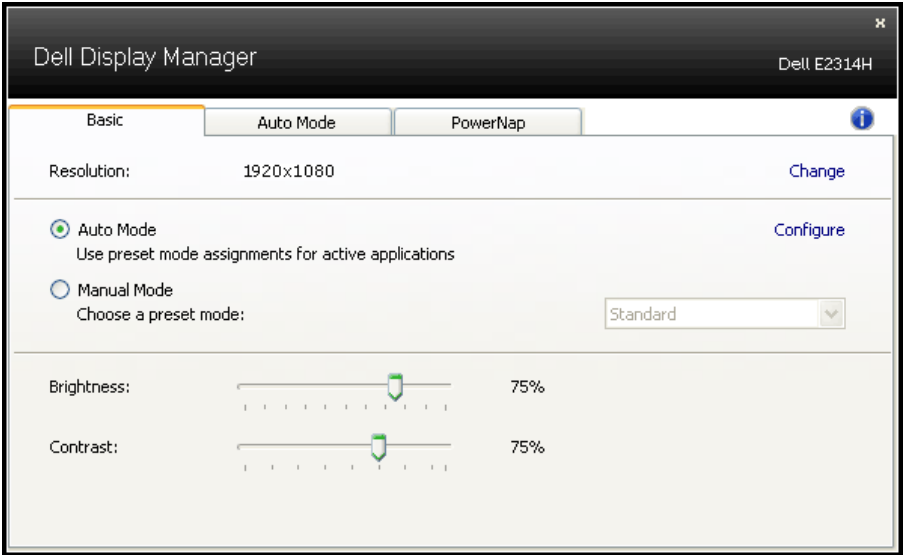 Dell Display Manager
Dell E2314H
Basic
Auto Mode
PowerNap
Resolution:
1920x1080
Change
Auto Mode
Configure
Use preset mode assignments for active applications
Manual Mode
Choose a preset mode:
Standard
Brightness:
75%
Contrast:
75%